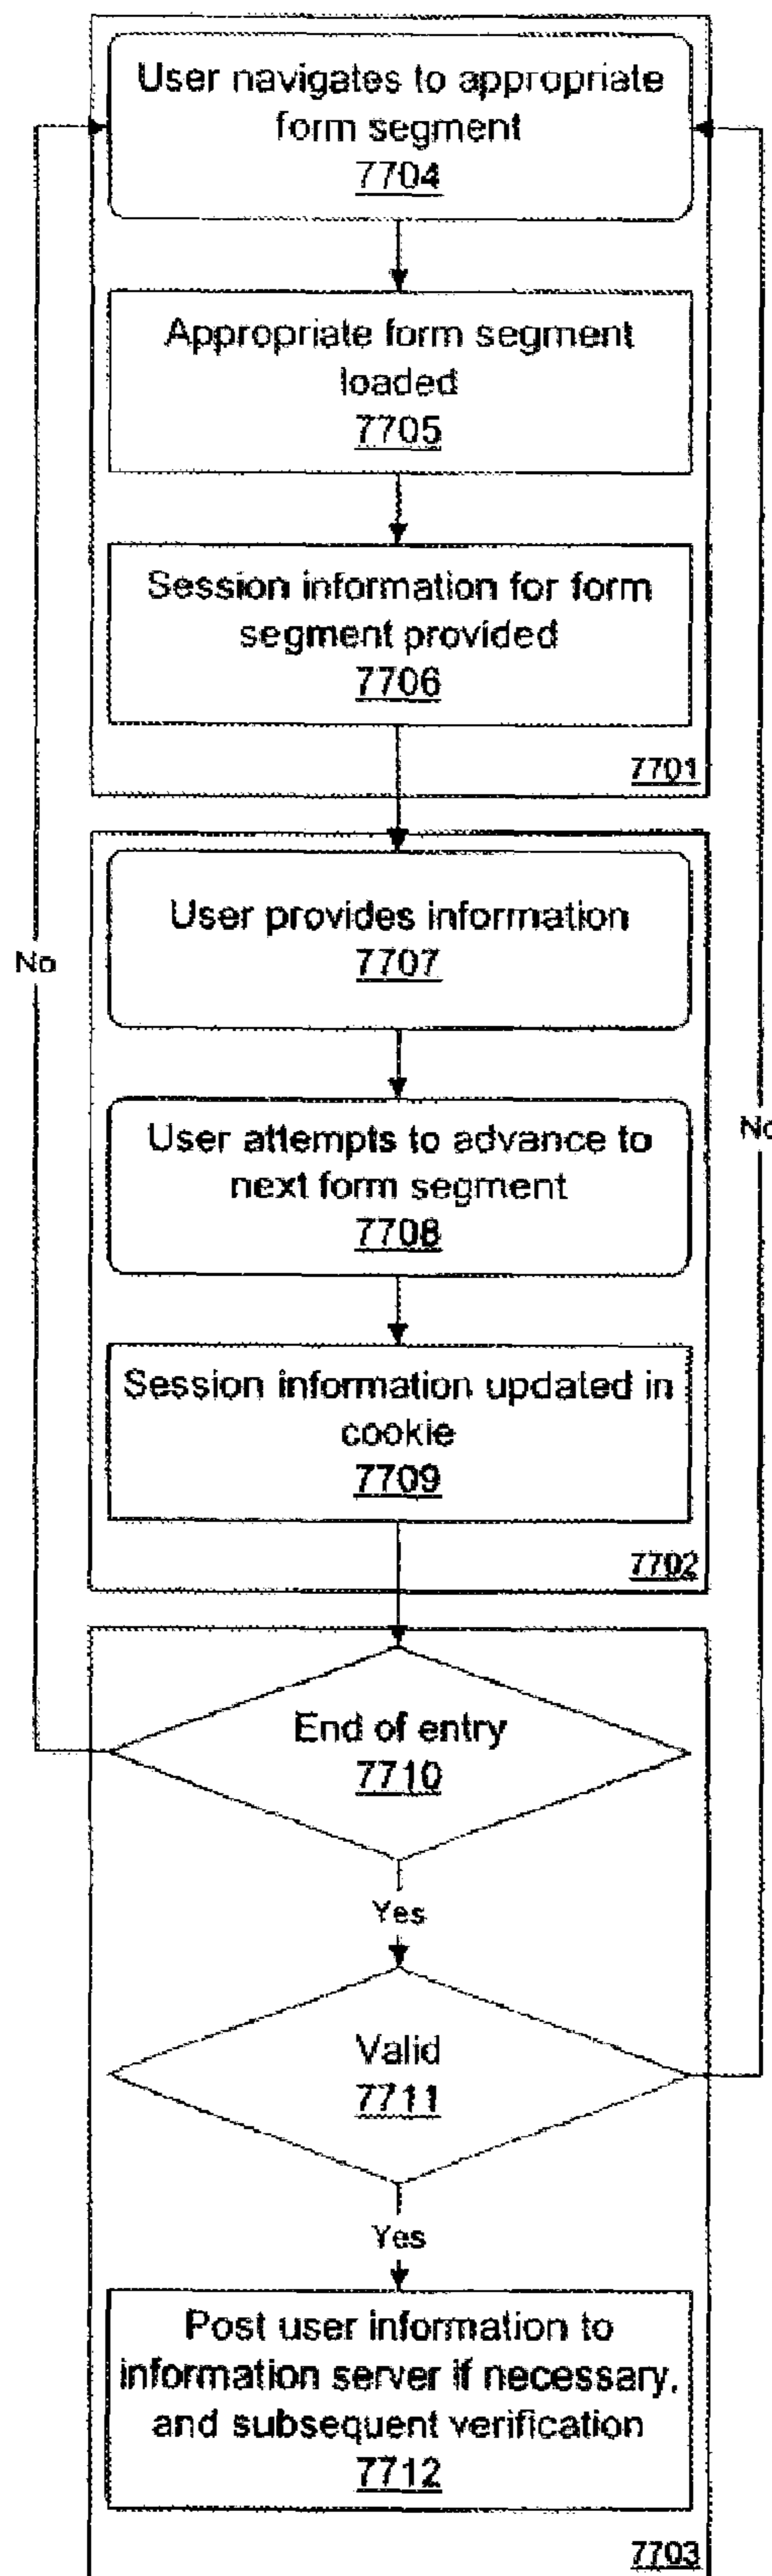 User navigates to appropriate
form segment
7704
Appropriate form segment
loaded
7705
Session information for form
segment provided
7706
7701
User provides information
7707
No
User attempts to advance to
next form segment
7708
No
Session information updated in
cookie
7709
7702
End of entry
7710
Yes
Valid
7711
Yes
Post user information to
information server if necessary,
and subsequent verification
7712
7703